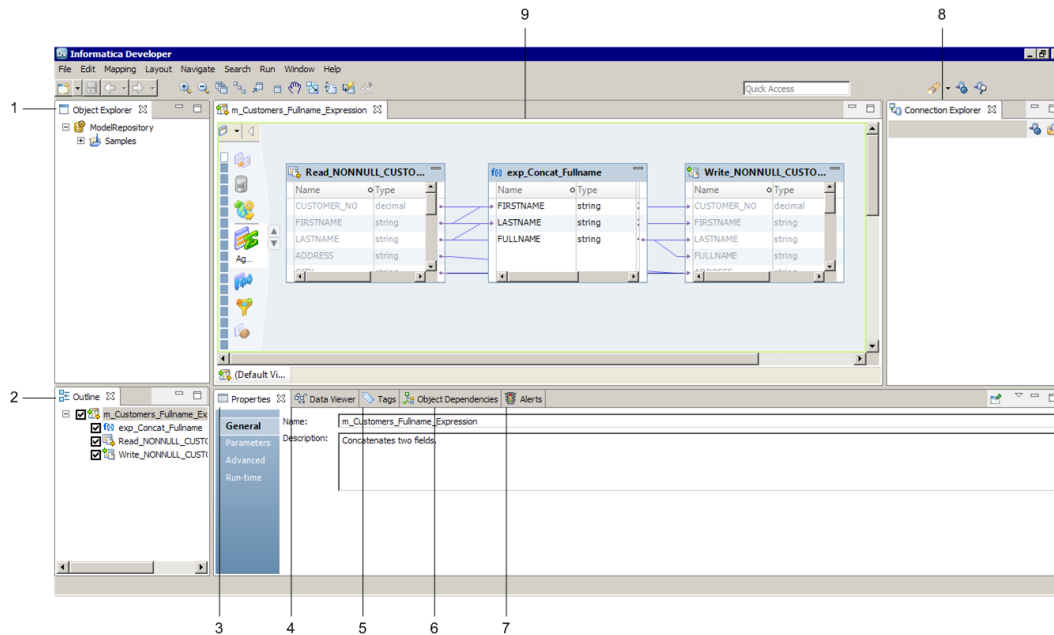 9
8
Informatica Developer
File Edit Mapping Layout Navigate Search Run Window Help
Quick Access
1
Object Explorer
m_Customers_Fullname_Expression
Connection Explorer
ModelRepository
Samples
Read_NONNULL_CUSTO...
f(x) exp_Concat_Fullname
Write_NONNULL_CUSTO...
Name Type
Name Type
Name Type
CUSTOMER_NO decimal
FIRSTNAME string
CUSTOMER_NO decimal
FIRSTNAME string
LASTNAME string
FIRSTNAME string
LASTNAME string
FULLNAME string
LASTNAME string
Ag...
ADDRESS string
FULLNAME string
(Default Vi...
2
Outline
Properties
Data Viewer
Tags
Object Dependencies
Alerts
m_Customers_Fullname_Ex
f(x) exp_Concat_Fullname
Read_NONNULL_CUST
Write_NONNULL_CUST
General
Parameters
Advanced
Run-time
Name: m_Customers_Fullname_Expression
Description: Concatenates two fields.
3 4 5 6 7